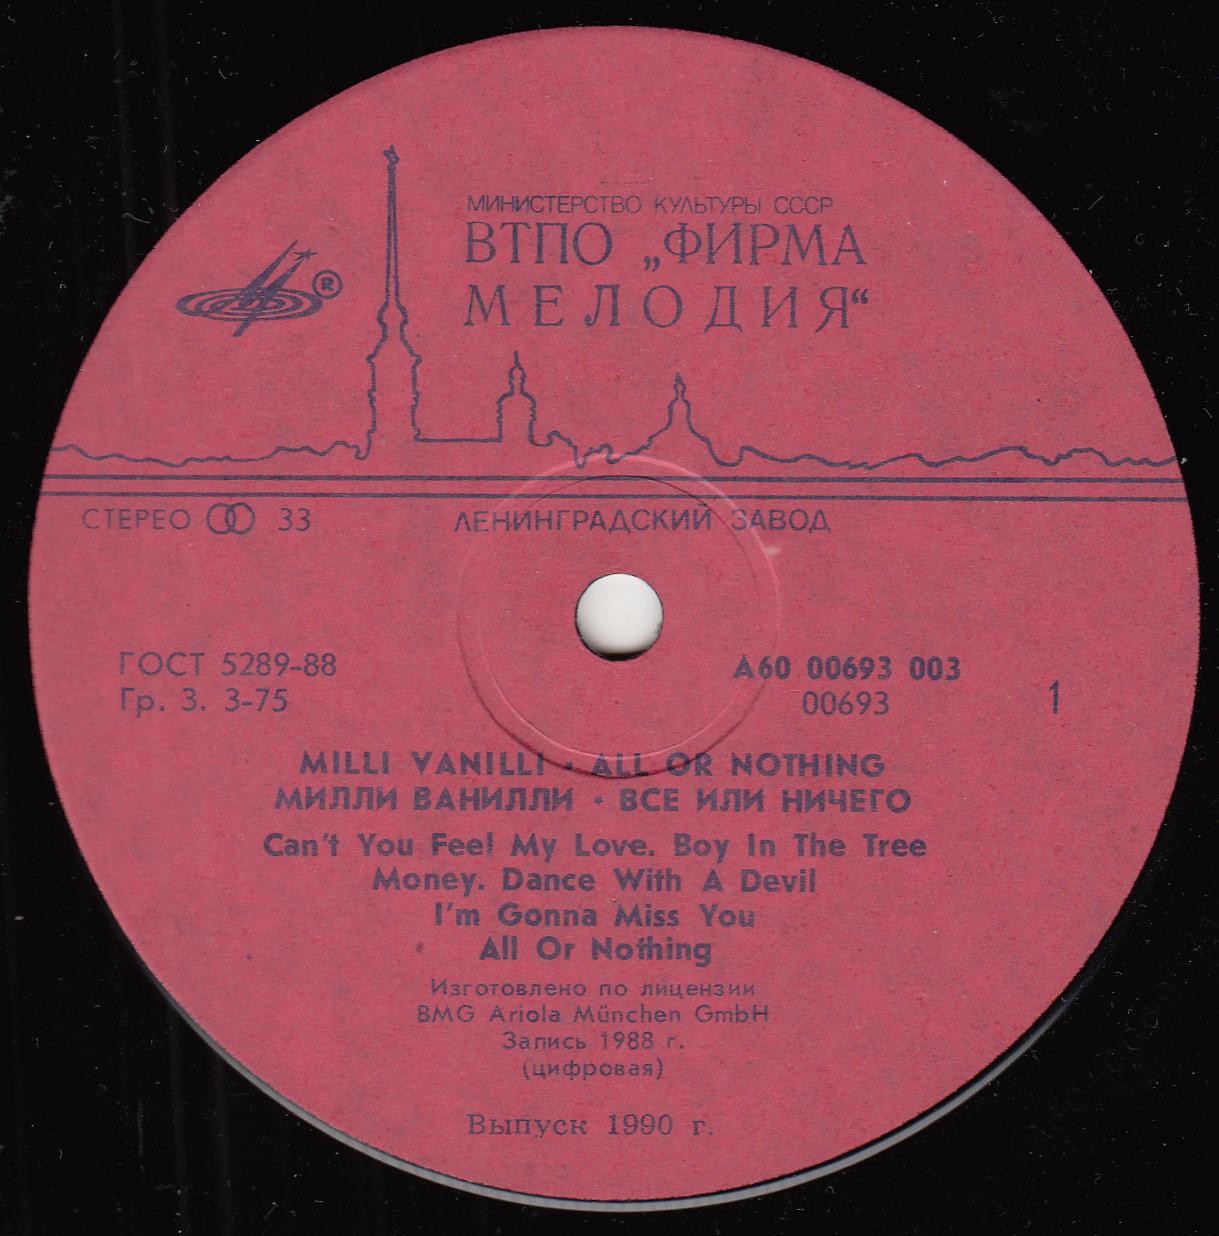 МИНИСТЕРСТВО КУЛЬТУРЫ СССР
ВТПО „ФИРМА
МЕЛОДИЯ“
®
СТЕРЕО 33
ЛЕНИНГРАДСКИЙ ЗАВОД
ГОСТ 5289-88
Гр. 3. 3-75
А60 00693 003
00693
1
MILLI VANILLI · ALL OR NOTHING
МИЛЛИ ВАНИЛЛИ · ВСЕ ИЛИ НИЧЕГО
Can't You Feel My Love. Boy In The Tree
Money. Dance With A Devil
I'm Gonna Miss You
All Or Nothing
Изготовлено по лицензии
BMG Ariola München GmbH
Запись 1988 г.
(цифровая)
Выпуск 1990 г.